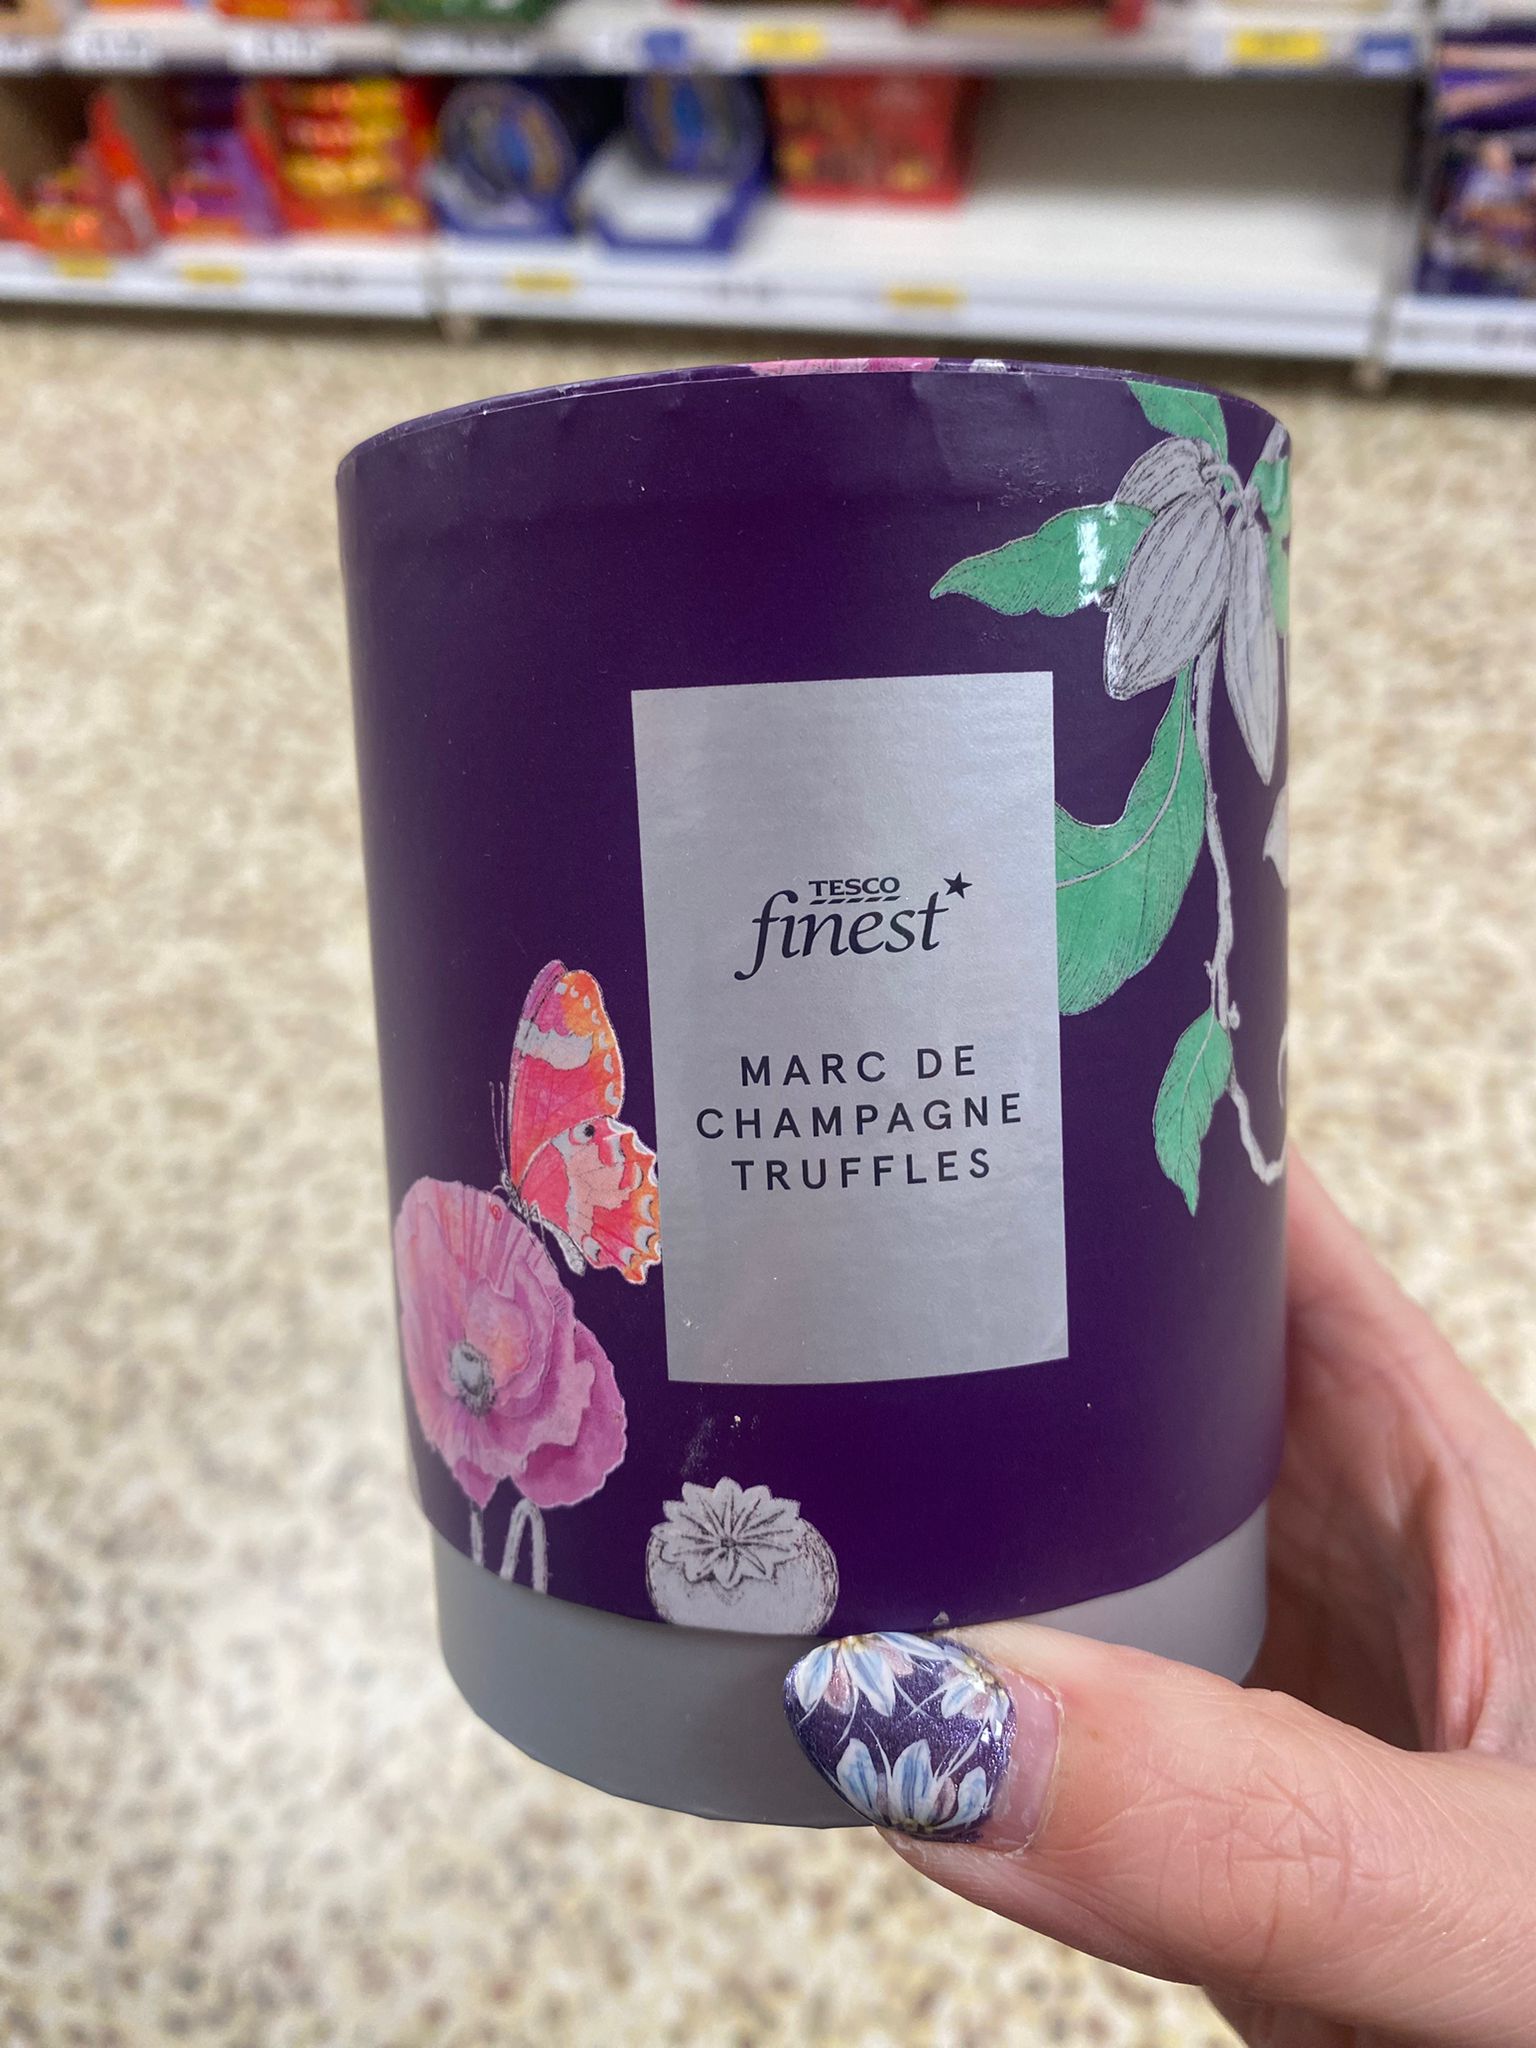 TESCO
finest*
MARC DE
CHAMPAGNE
TRUFFLES